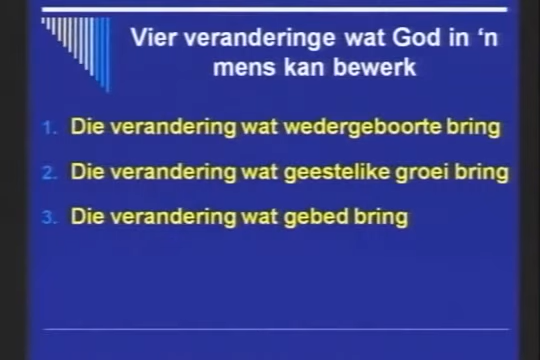 Vier veranderinge wat God in ‘n
mens kan bewerk
1. Die verandering wat wedergeboorte bring
2. Die verandering wat geestelike groei bring
3. Die verandering wat gebed bring